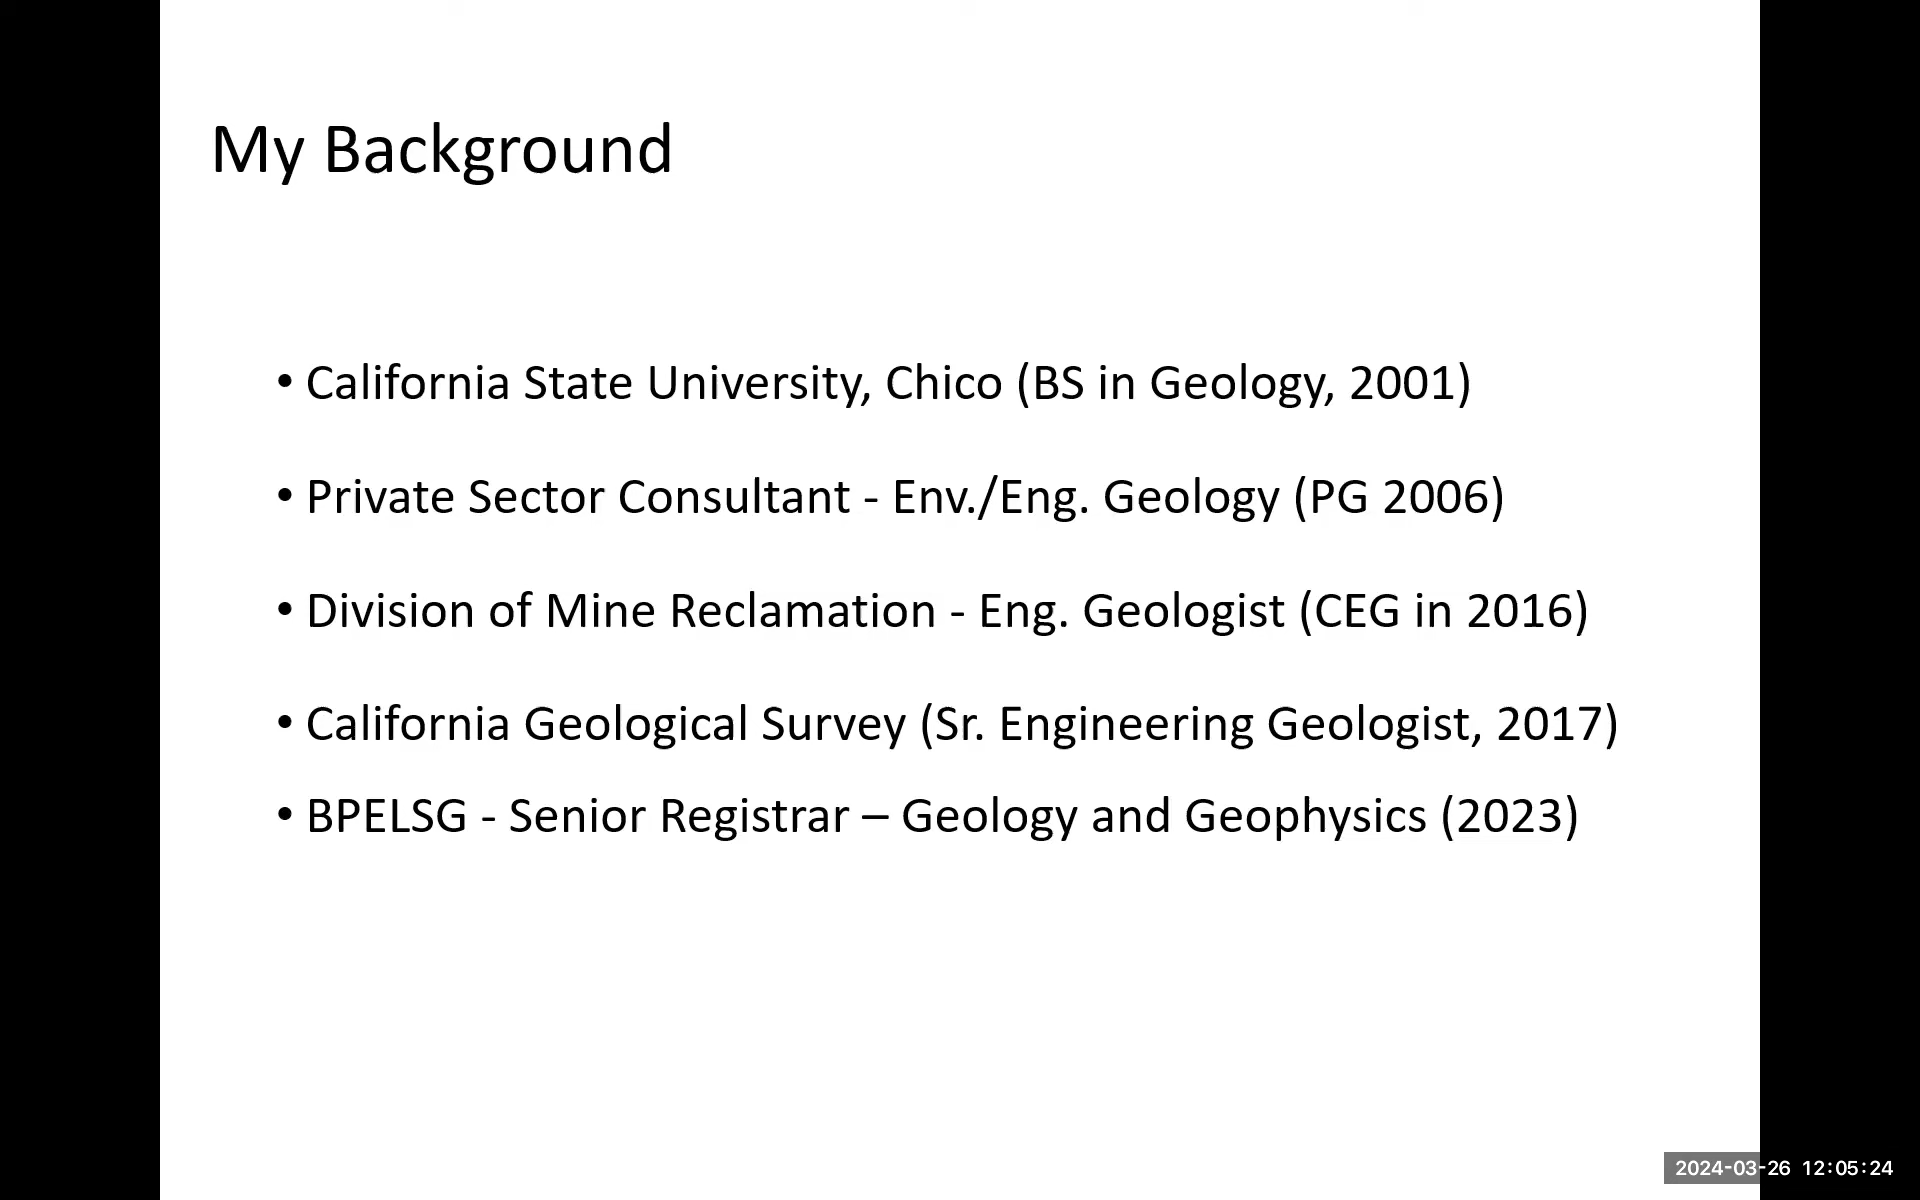 My Background
• California State University, Chico (BS in Geology, 2001)
• Private Sector Consultant - Env./Eng. Geology (PG 2006)
• Division of Mine Reclamation - Eng. Geologist (CEG in 2016)
• California Geological Survey (Sr. Engineering Geologist, 2017)
• BPELSG - Senior Registrar – Geology and Geophysics (2023)
2024-03-26 12:05:24